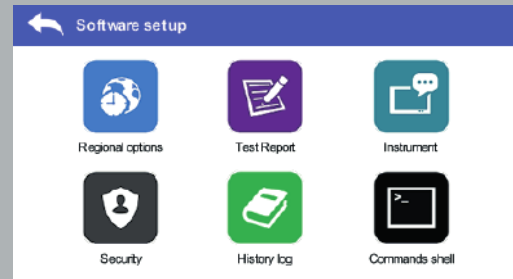 Software setup
Regional options
Test Report
Instrument
Security
History log
>_
Commands shell